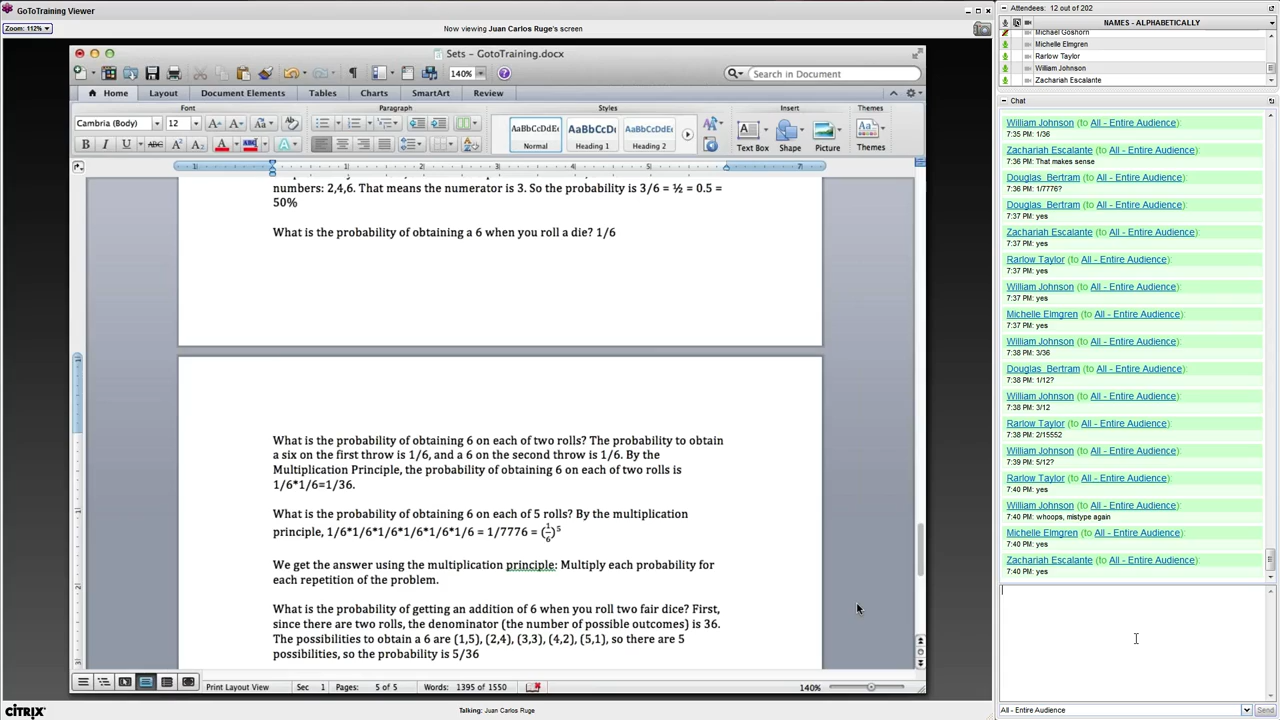 GoToTraining Viewer
Zoom: 112%
Now viewing Juan Carlos Ruge's screen
Sets – GotoTraining.docx
140%
Search in Document
Home Layout Document Elements Tables Charts SmartArt Review
Font Paragraph Styles Insert Themes
Cambria (Body) 12
AaBbCcDdEe AaBbCcDc AaBbCcDdEe
Normal Heading 1 Heading 2
Text Box Shape Picture Themes
numbers: 2,4,6. That means the numerator is 3. So the probability is 3/6 = ½ = 0.5 =
50%
What is the probability of obtaining a 6 when you roll a die? 1/6
What is the probability of obtaining 6 on each of two rolls? The probability to obtain
a six on the first throw is 1/6, and a 6 on the second throw is 1/6. By the
Multiplication Principle, the probability of obtaining 6 on each of two rolls is
1/6*1/6=1/36.
What is the probability of obtaining 6 on each of 5 rolls? By the multiplication
principle, 1/6*1/6*1/6*1/6*1/6*1/6 = 1/7776 = (1/6)⁵
We get the answer using the multiplication principle: Multiply each probability for
each repetition of the problem.
What is the probability of getting an addition of 6 when you roll two fair dice? First,
since there are two rolls, the denominator (the number of possible outcomes) is 36.
The possibilities to obtain a 6 are (1,5), (2,4), (3,3), (4,2), (5,1), so there are 5
possibilities, so the probability is 5/36
Print Layout View Sec 1 Pages: 5 of 5 Words: 1395 of 1550 140%
CİTRIX
Talking: Juan Carlos Ruge
Attendees: 12 out of 202
NAMES - ALPHABETICALLY
Michael Goshorn
Michelle Elmgren
Rarlow Taylor
William Johnson
Zachariah Escalante
Chat
William Johnson (to All - Entire Audience):
7:35 PM: 1/36
Zachariah Escalante (to All - Entire Audience):
7:36 PM: That makes sense
Douglas Bertram (to All - Entire Audience):
7:36 PM: 1/7776?
Douglas Bertram (to All - Entire Audience):
7:37 PM: yes
Zachariah Escalante (to All - Entire Audience):
7:37 PM: yes
Rarlow Taylor (to All - Entire Audience):
7:37 PM: yes
William Johnson (to All - Entire Audience):
7:37 PM: yes
Michelle Elmgren (to All - Entire Audience):
7:37 PM: yes
William Johnson (to All - Entire Audience):
7:38 PM: 3/36
Douglas Bertram (to All - Entire Audience):
7:38 PM: 1/12?
William Johnson (to All - Entire Audience):
7:38 PM: 3/12
Rarlow Taylor (to All - Entire Audience):
7:38 PM: 2/15552
William Johnson (to All - Entire Audience):
7:39 PM: 5/12?
Rarlow Taylor (to All - Entire Audience):
7:40 PM: yes
William Johnson (to All - Entire Audience):
7:40 PM: whoops, mistype again
Michelle Elmgren (to All - Entire Audience):
7:40 PM: yes
Zachariah Escalante (to All - Entire Audience):
7:40 PM: yes
All - Entire Audience
Send